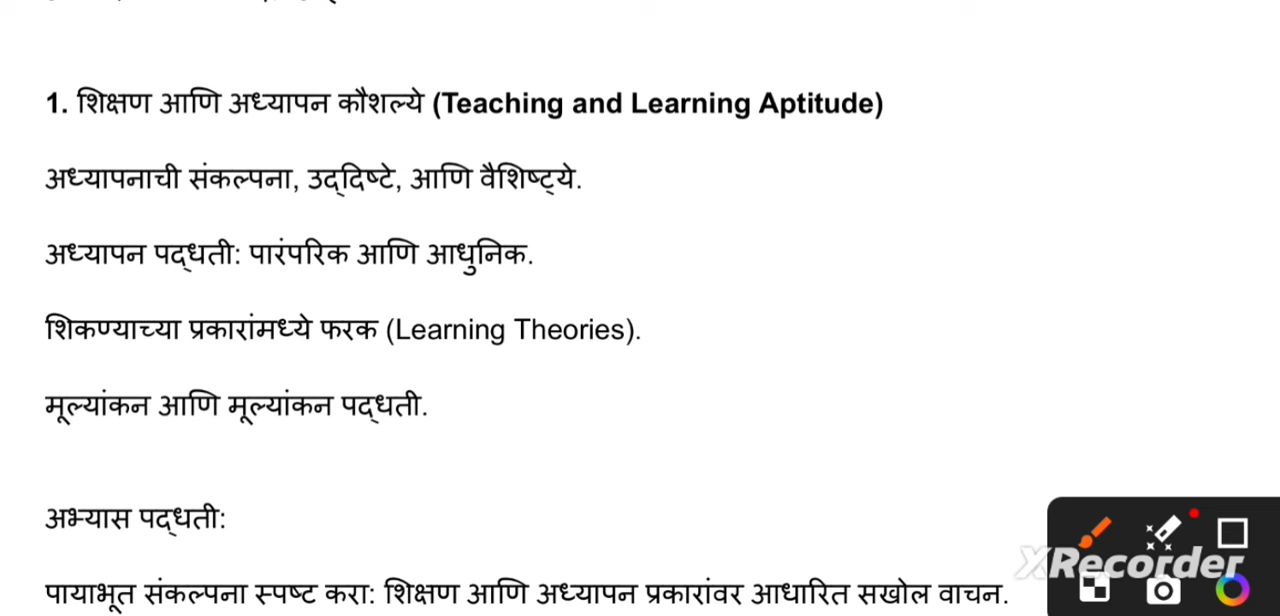 1. शिक्षण आणि अध्यापन कौशल्ये (Teaching and Learning Aptitude)
अध्यापनाची संकल्पना, उद्दिष्टे, आणि वैशिष्ट्ये.
अध्यापन पद्धती: पारंपरिक आणि आधुनिक.
शिकण्याच्या प्रकारांमध्ये फरक (Learning Theories).
मूल्यांकन आणि मूल्यांकन पद्धती.
अभ्यास पद्धती:
पायाभूत संकल्पना स्पष्ट करा: शिक्षण आणि अध्यापन प्रकारांवर आधारित सखोल वाचन.
XRecorder